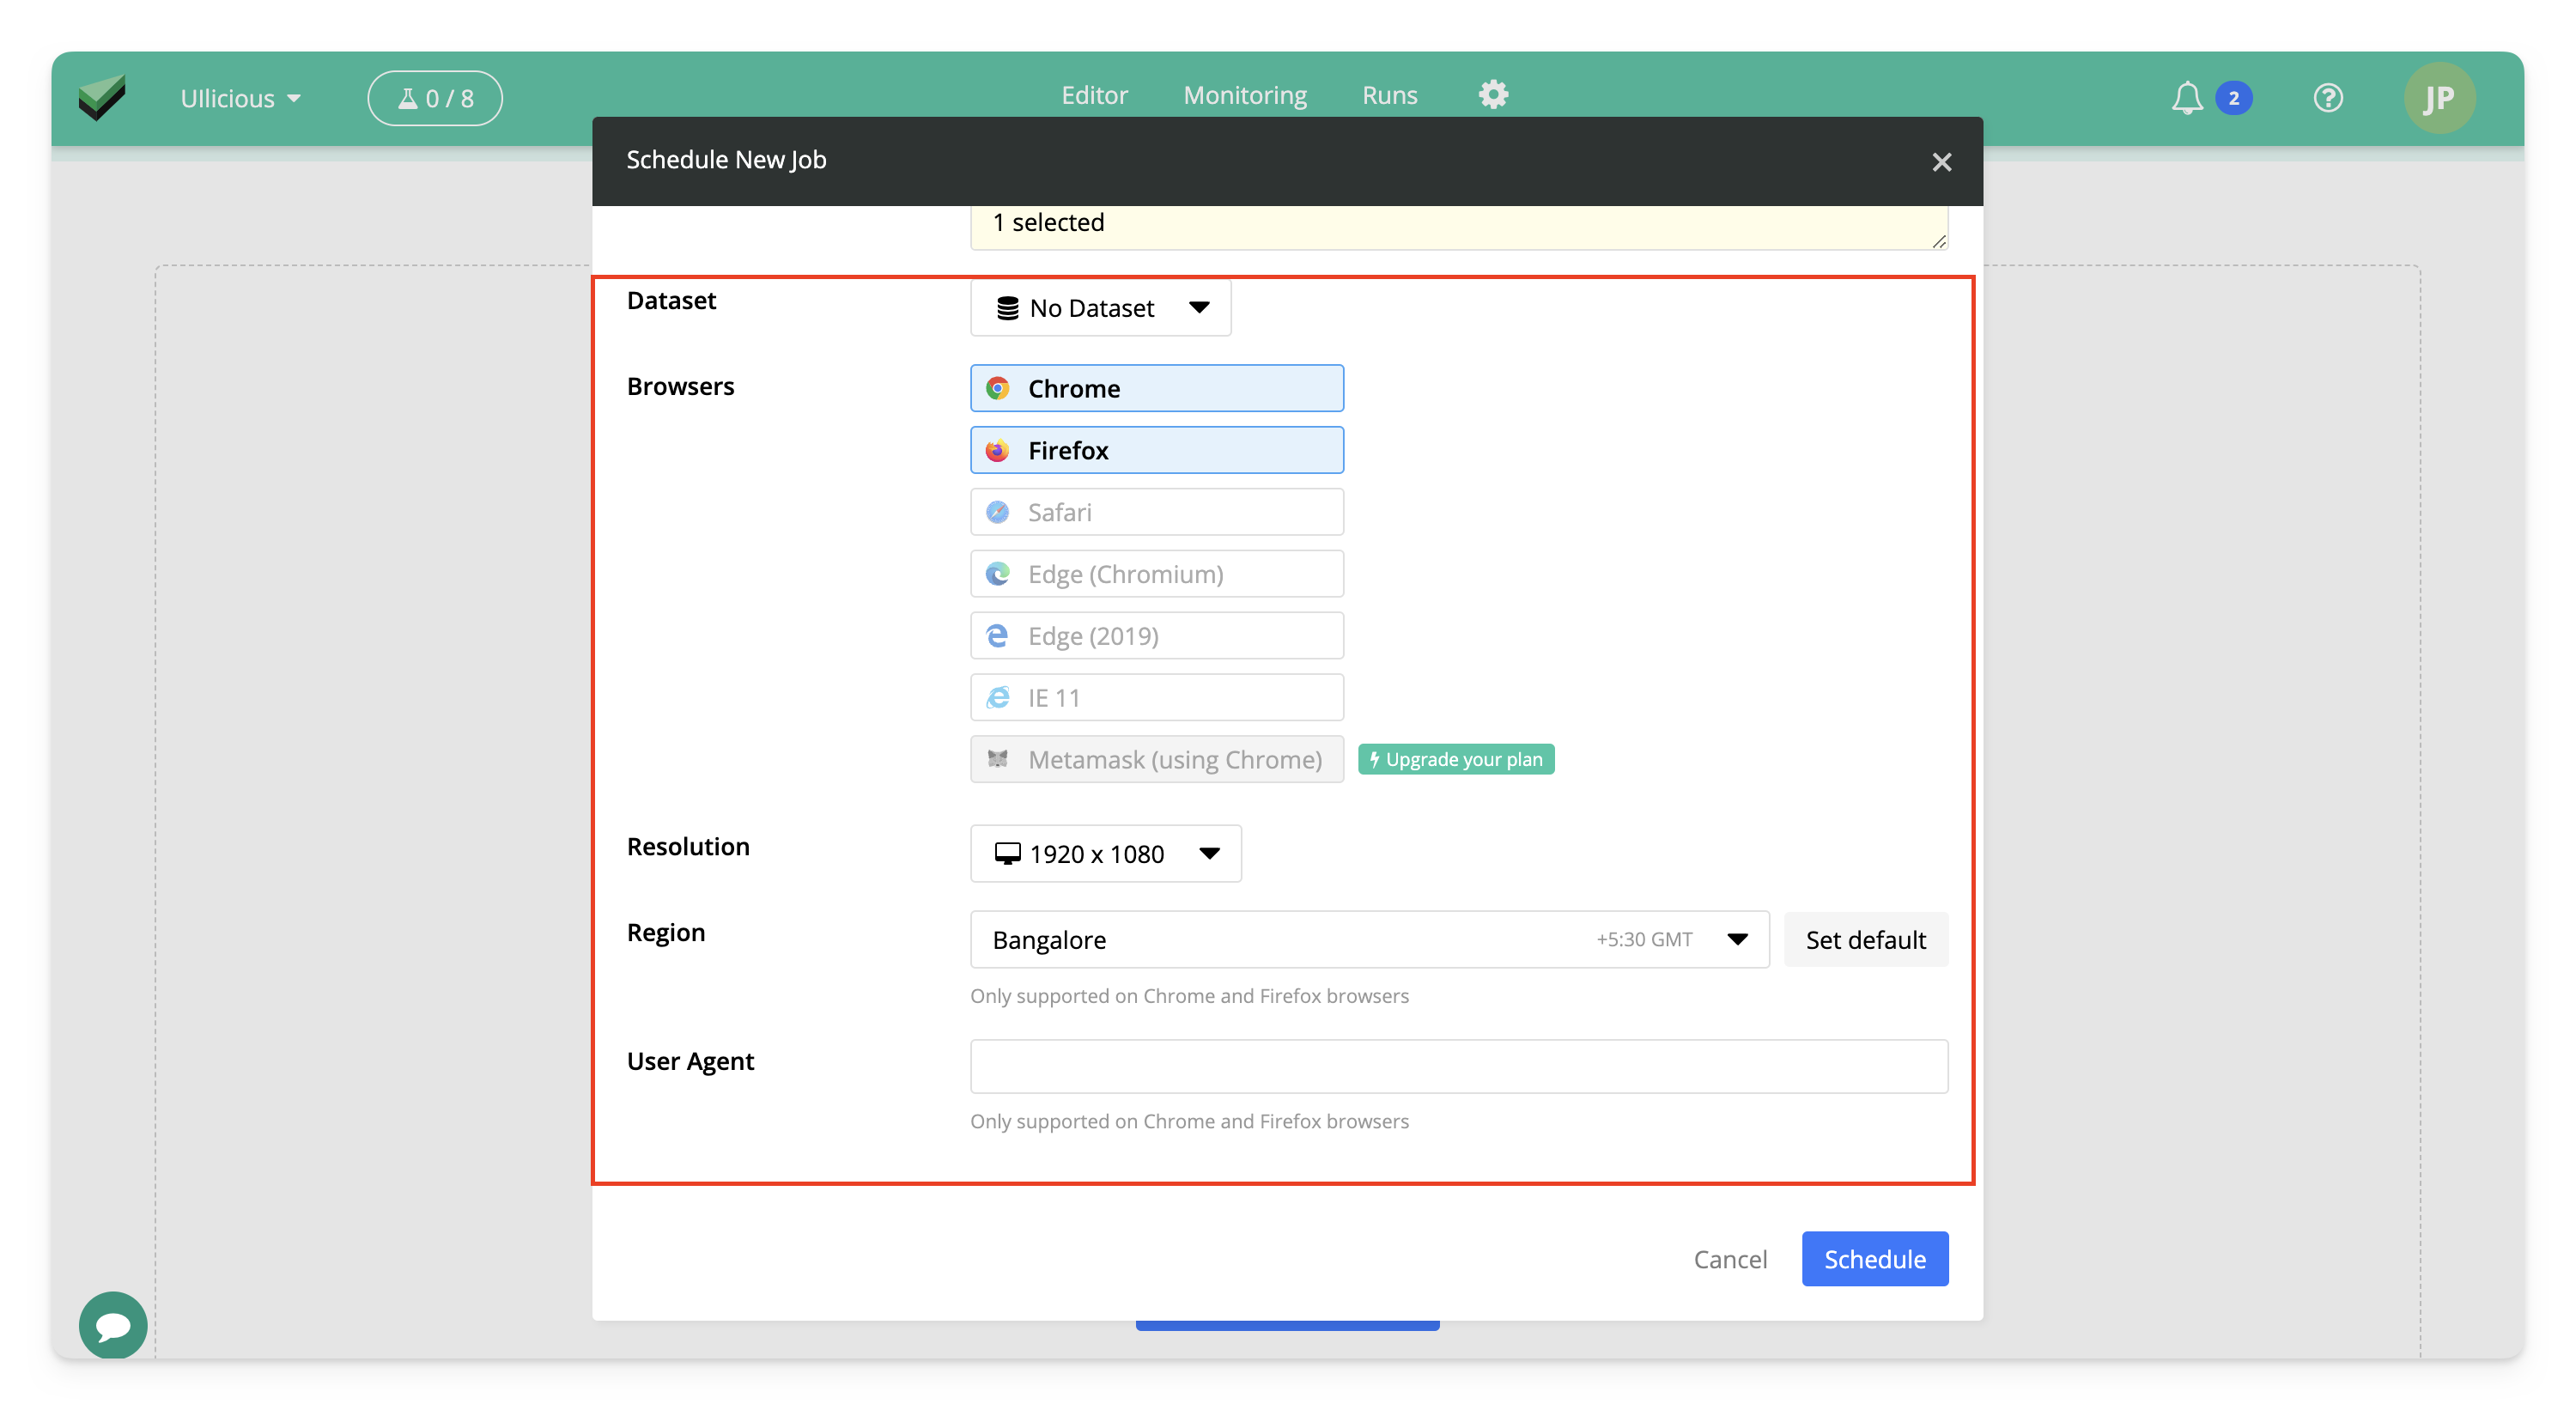 Ullicious
0 / 8
Editor
Monitoring
Runs
2
JP
Schedule New Job
1 selected
Dataset
No Dataset
Browsers
Chrome
Firefox
Safari
Edge (Chromium)
Edge (2019)
IE 11
Metamask (using Chrome)
Upgrade your plan
Resolution
1920 x 1080
Region
Bangalore
+5:30 GMT
Set default
Only supported on Chrome and Firefox browsers
User Agent
Only supported on Chrome and Firefox browsers
Cancel
Schedule